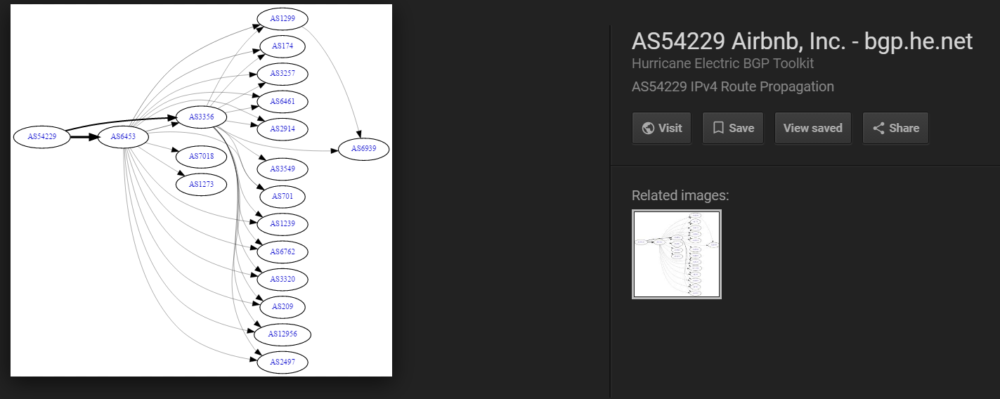 AS1299
AS174
AS3257
AS6461
AS3356
AS2914
AS54229
AS6453
AS6939
AS7018
AS3549
AS1273
AS701
AS1239
AS6762
AS3320
AS209
AS12956
AS2497
AS54229 Airbnb, Inc. - bgp.he.net
Hurricane Electric BGP Toolkit
AS54229 IPv4 Route Propagation
Visit
Save
View saved
Share
Related images: